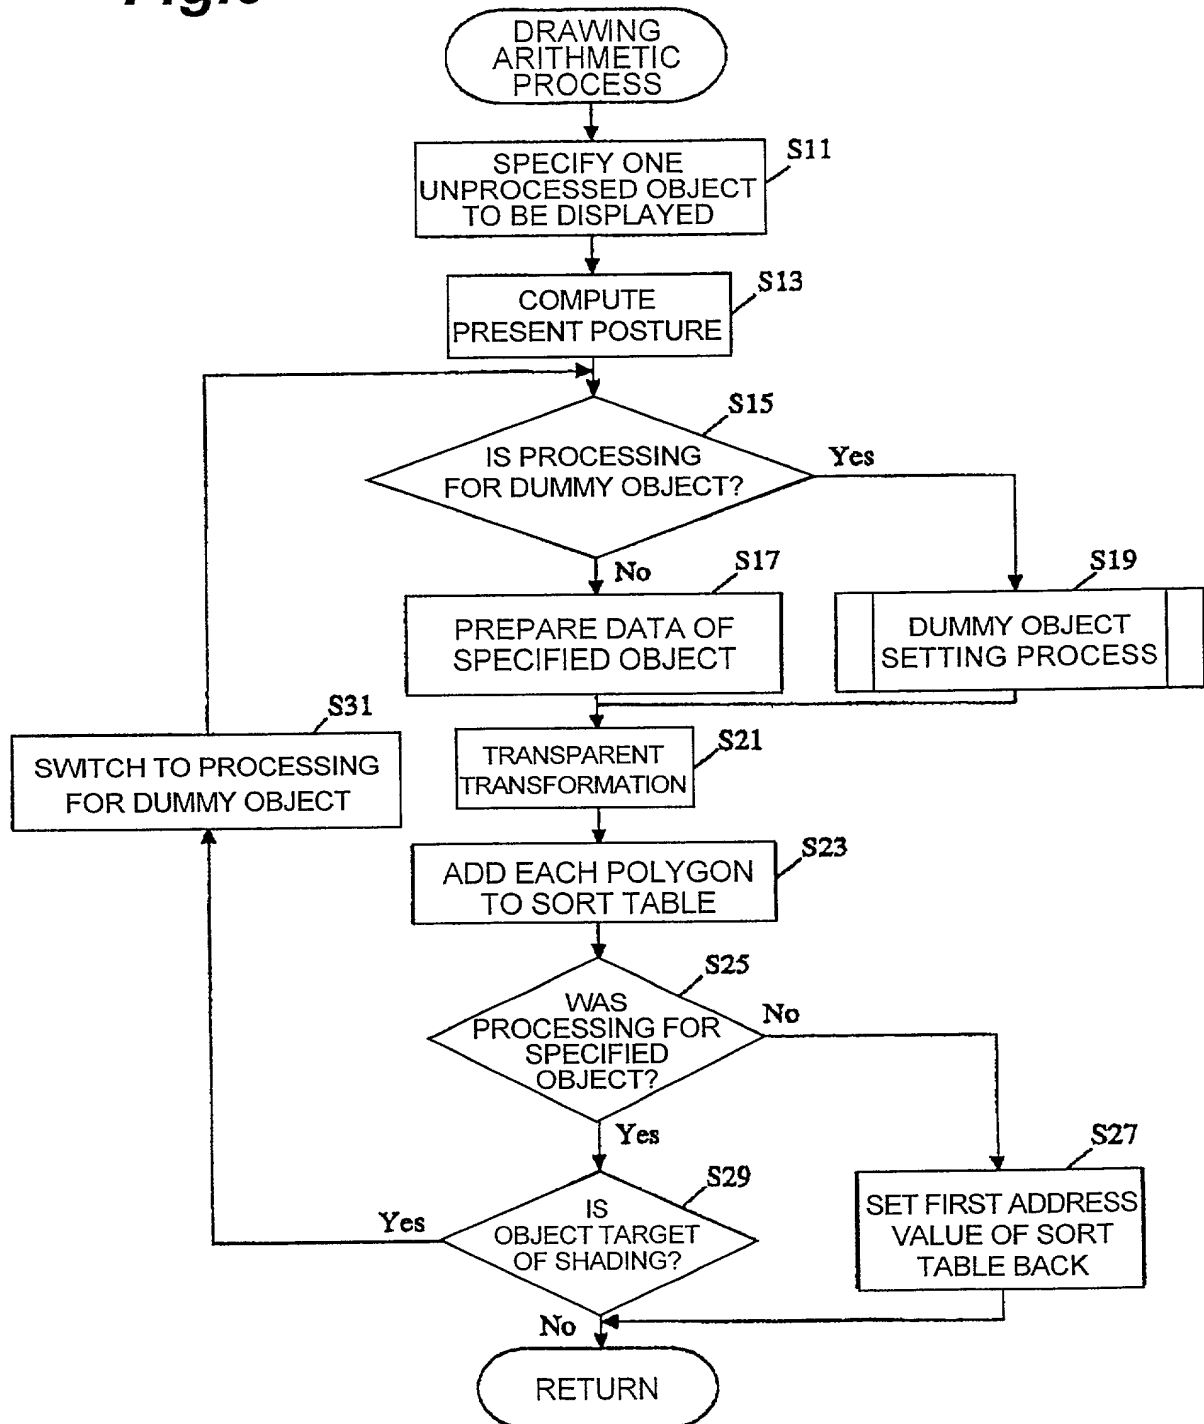 DRAWING
ARITHMETIC
PROCESS
S11
SPECIFY ONE
UNPROCESSED OBJECT
TO BE DISPLAYED
S13
COMPUTE
PRESENT POSTURE
S15
IS PROCESSING
FOR DUMMY OBJECT?
Yes
No
S17
PREPARE DATA OF
SPECIFIED OBJECT
S19
DUMMY OBJECT
SETTING PROCESS
S31
SWITCH TO PROCESSING
FOR DUMMY OBJECT
S21
TRANSPARENT
TRANSFORMATION
S23
ADD EACH POLYGON
TO SORT TABLE
S25
WAS
PROCESSING FOR
SPECIFIED
OBJECT?
No
Yes
S27
SET FIRST ADDRESS
VALUE OF SORT
TABLE BACK
S29
IS
OBJECT TARGET
OF SHADING?
Yes
No
RETURN